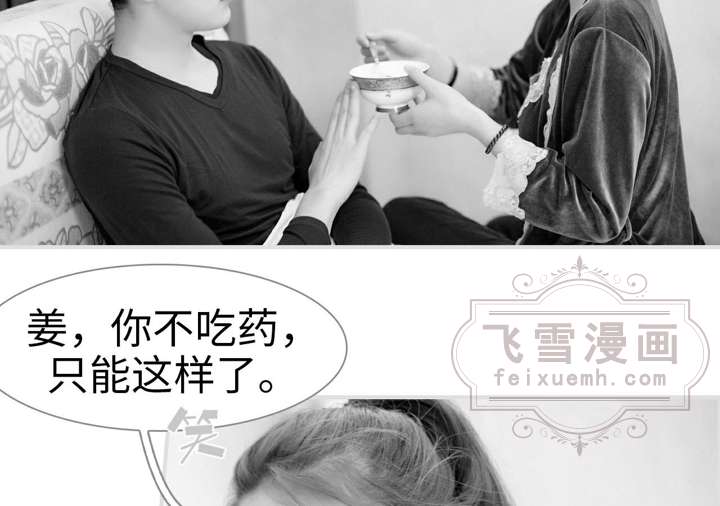 姜，你不吃药，
只能这样了。
飞雪漫画
feixuemh.com
笑